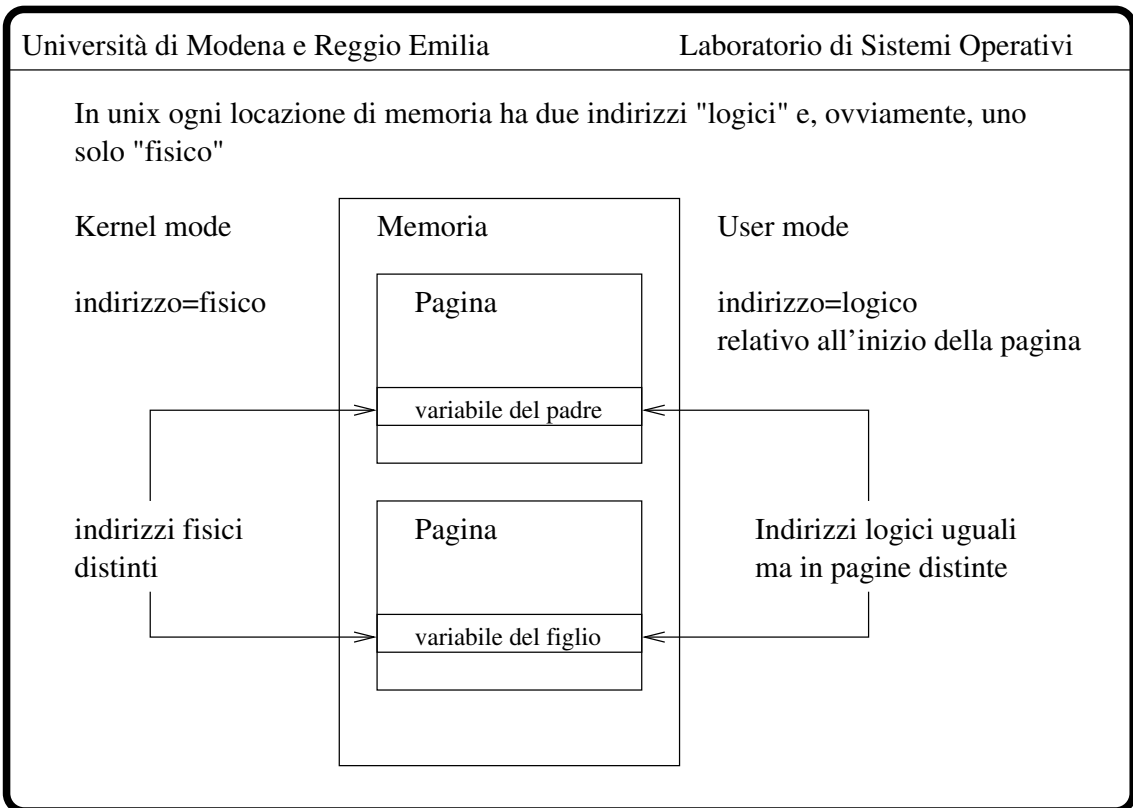 Università di Modena e Reggio Emilia
Laboratorio di Sistemi Operativi
In unix ogni locazione di memoria ha due indirizzi "logici" e, ovviamente, uno
solo "fisico"
Kernel mode
Memoria
User mode
indirizzo=fisico
Pagina
indirizzo=logico
relativo all'inizio della pagina
variabile del padre
indirizzi fisici
distinti
Pagina
Indirizzi logici uguali
ma in pagine distinte
variabile del figlio